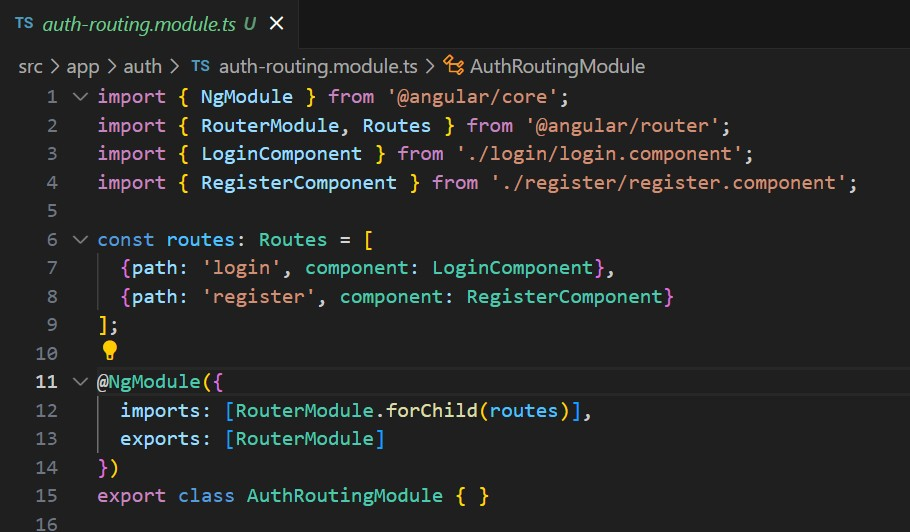 TS auth-routing.module.ts U ×
src > app > auth > TS auth-routing.module.ts > AuthRoutingModule
1 import { NgModule } from '@angular/core';
2 import { RouterModule, Routes } from '@angular/router';
3 import { LoginComponent } from './login/login.component';
4 import { RegisterComponent } from './register/register.component';
5
6 const routes: Routes = [
7   {path: 'login', component: LoginComponent},
8   {path: 'register', component: RegisterComponent}
9 ];
10
11 @NgModule({
12   imports: [RouterModule.forChild(routes)],
13   exports: [RouterModule]
14 })
15 export class AuthRoutingModule { }
16